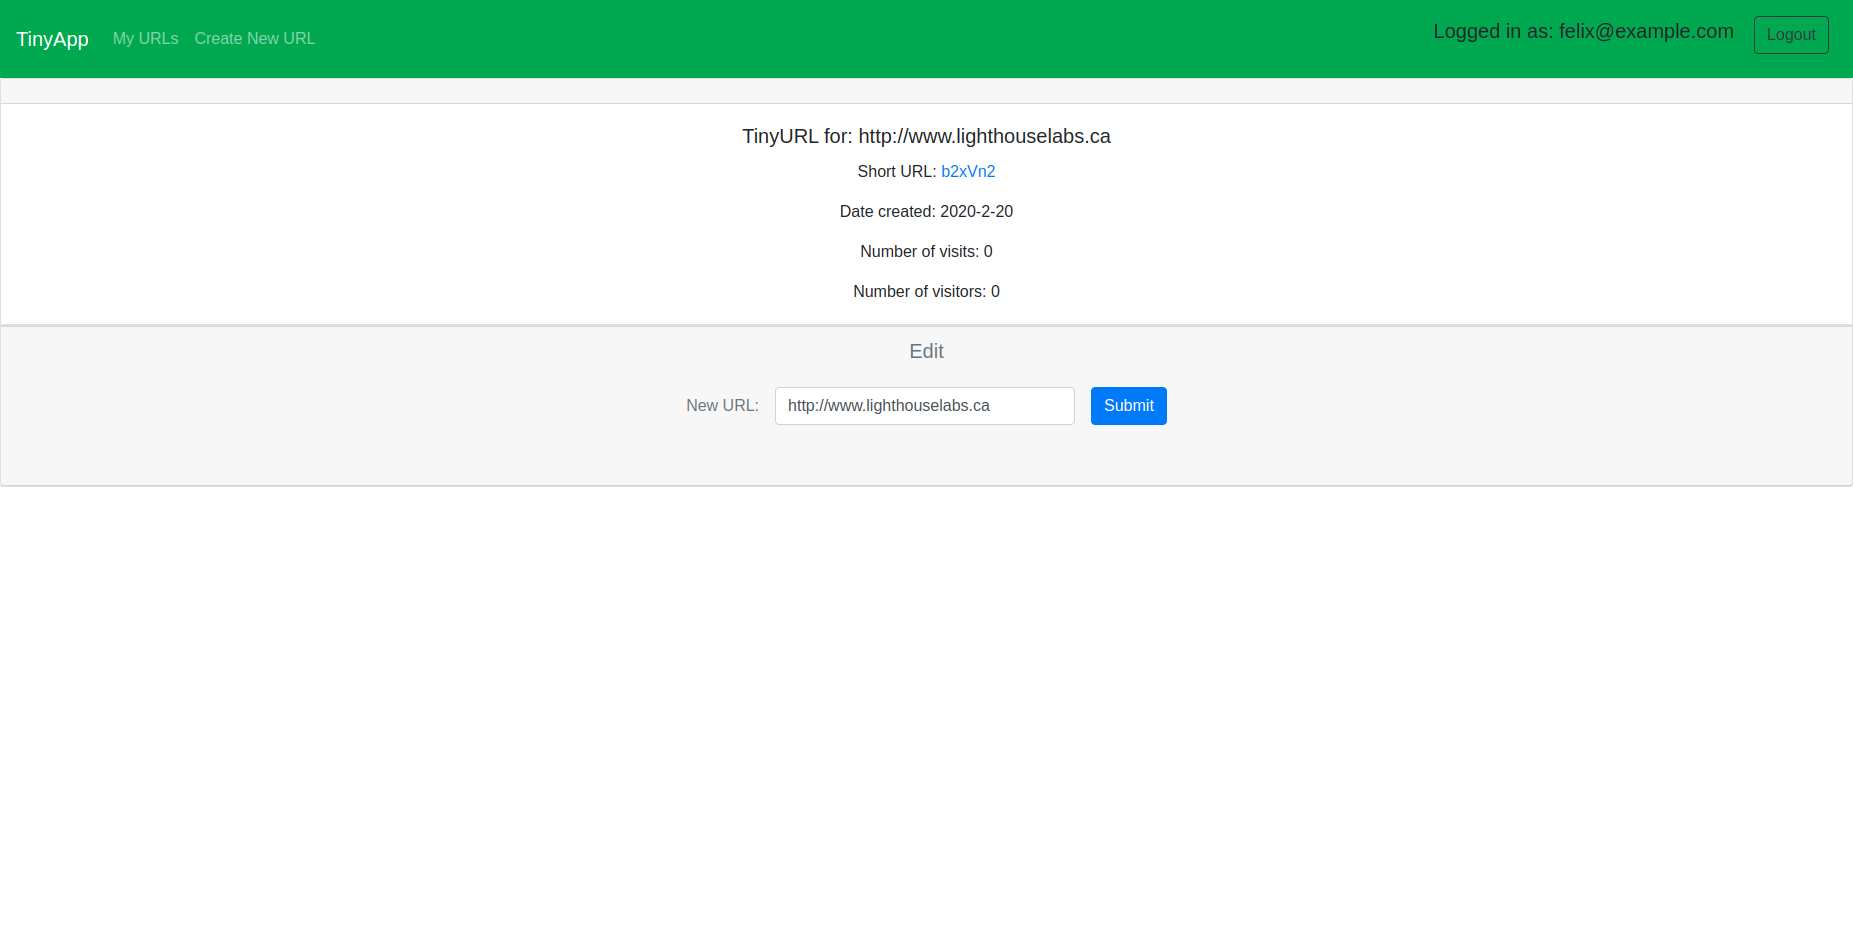 TinyApp My URLs Create New URL Logged in as: felix@example.com Logout
TinyURL for: http://www.lighthouselabs.ca
Short URL: b2xVn2
Date created: 2020-2-20
Number of visits: 0
Number of visitors: 0
Edit
New URL: http://www.lighthouselabs.ca Submit